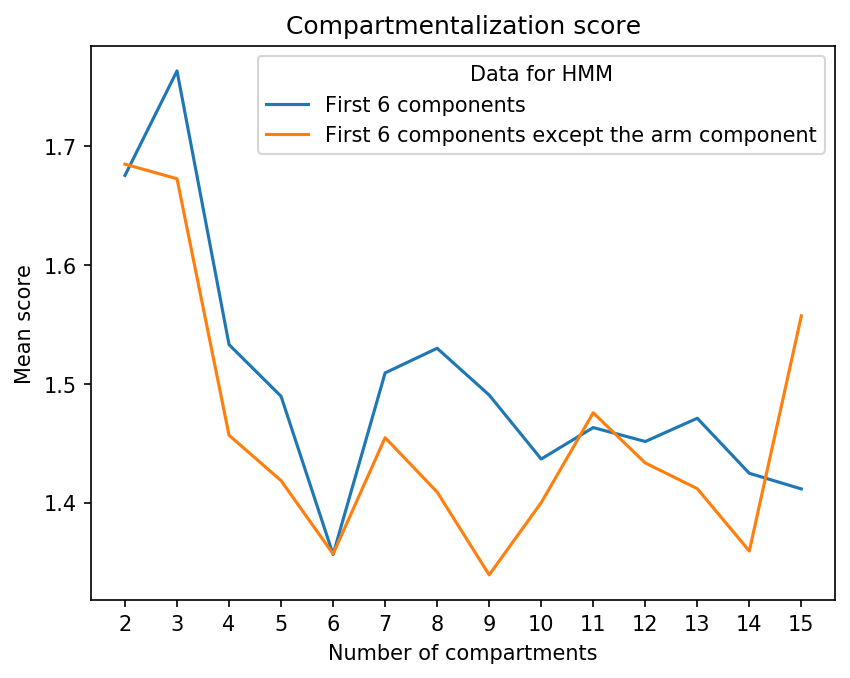 Compartmentalization score
Data for HMM
First 6 components
First 6 components except the arm component
Mean score
1.7
1.6
1.5
1.4
2 3 4 5 6 7 8 9 10 11 12 13 14 15
Number of compartments